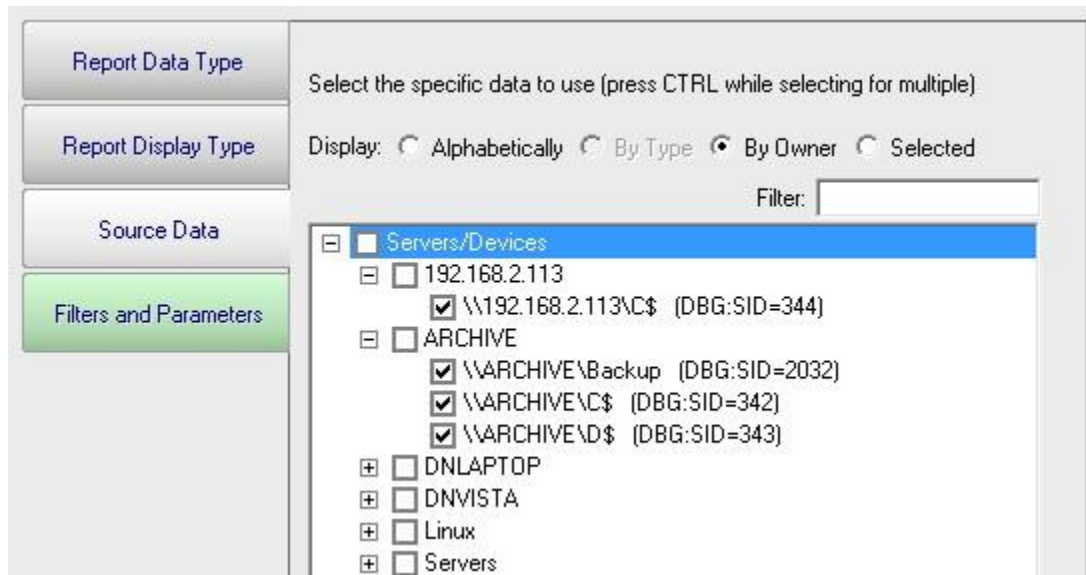 Report Data Type
Report Display Type
Source Data
Filters and Parameters
Select the specific data to use (press CTRL while selecting for multiple)
Display: Alphabetically By Type By Owner Selected
Filter:
Servers/Devices
192.168.2.113
\\192.168.2.113\C$ (DBG:SID=344)
ARCHIVE
\\ARCHIVE\Backup (DBG:SID=2032)
\\ARCHIVE\C$ (DBG:SID=342)
\\ARCHIVE\D$ (DBG:SID=343)
DNLAPTOP
DNVISTA
Linux
Servers